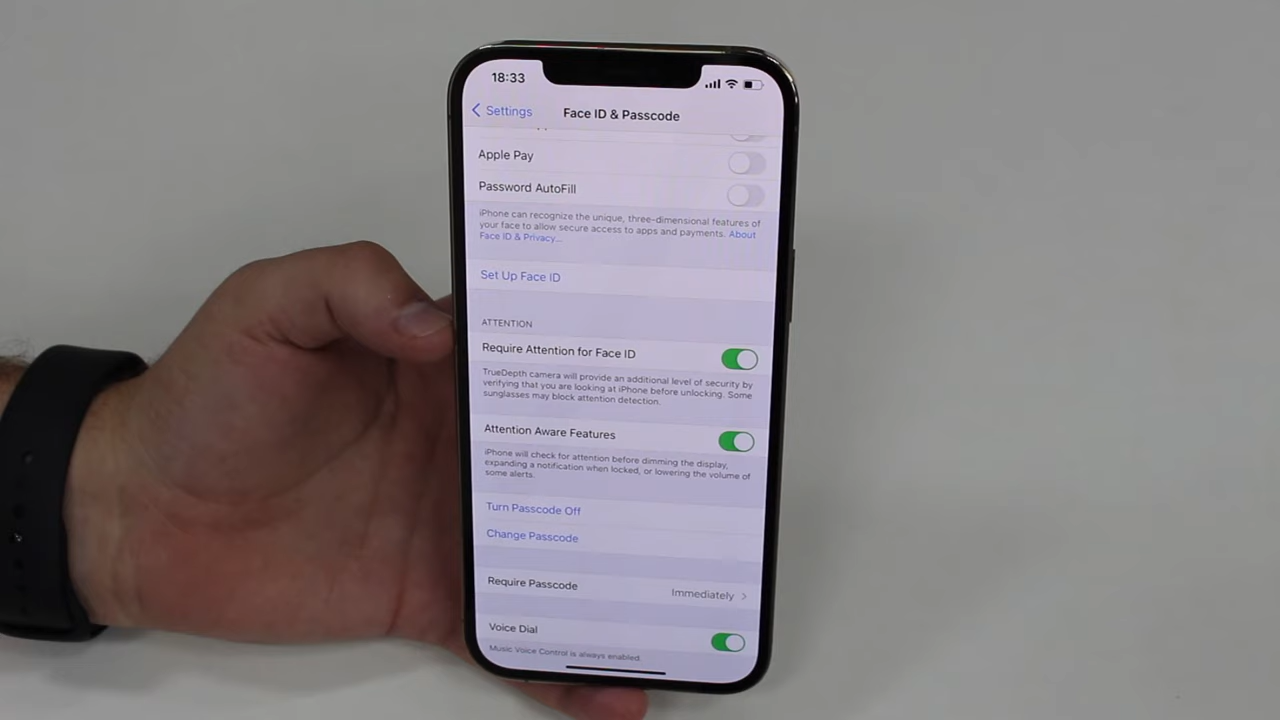 18:33
Settings
Face ID & Passcode
Apple Pay
Password AutoFill
iPhone can recognize the unique, three-dimensional features of
your face to allow secure access to apps and payments. About
Face ID & Privacy...
Set Up Face ID
ATTENTION
Require Attention for Face ID
TrueDepth camera will provide an additional level of security by
verifying that you are looking at iPhone before unlocking. Some
sunglasses may block attention detection.
Attention Aware Features
iPhone will check for attention before dimming the display,
expanding a notification when locked, or lowering the volume of
some alerts.
Turn Passcode Off
Change Passcode
Require Passcode Immediately
Voice Dial
Music Voice Control is always enabled.